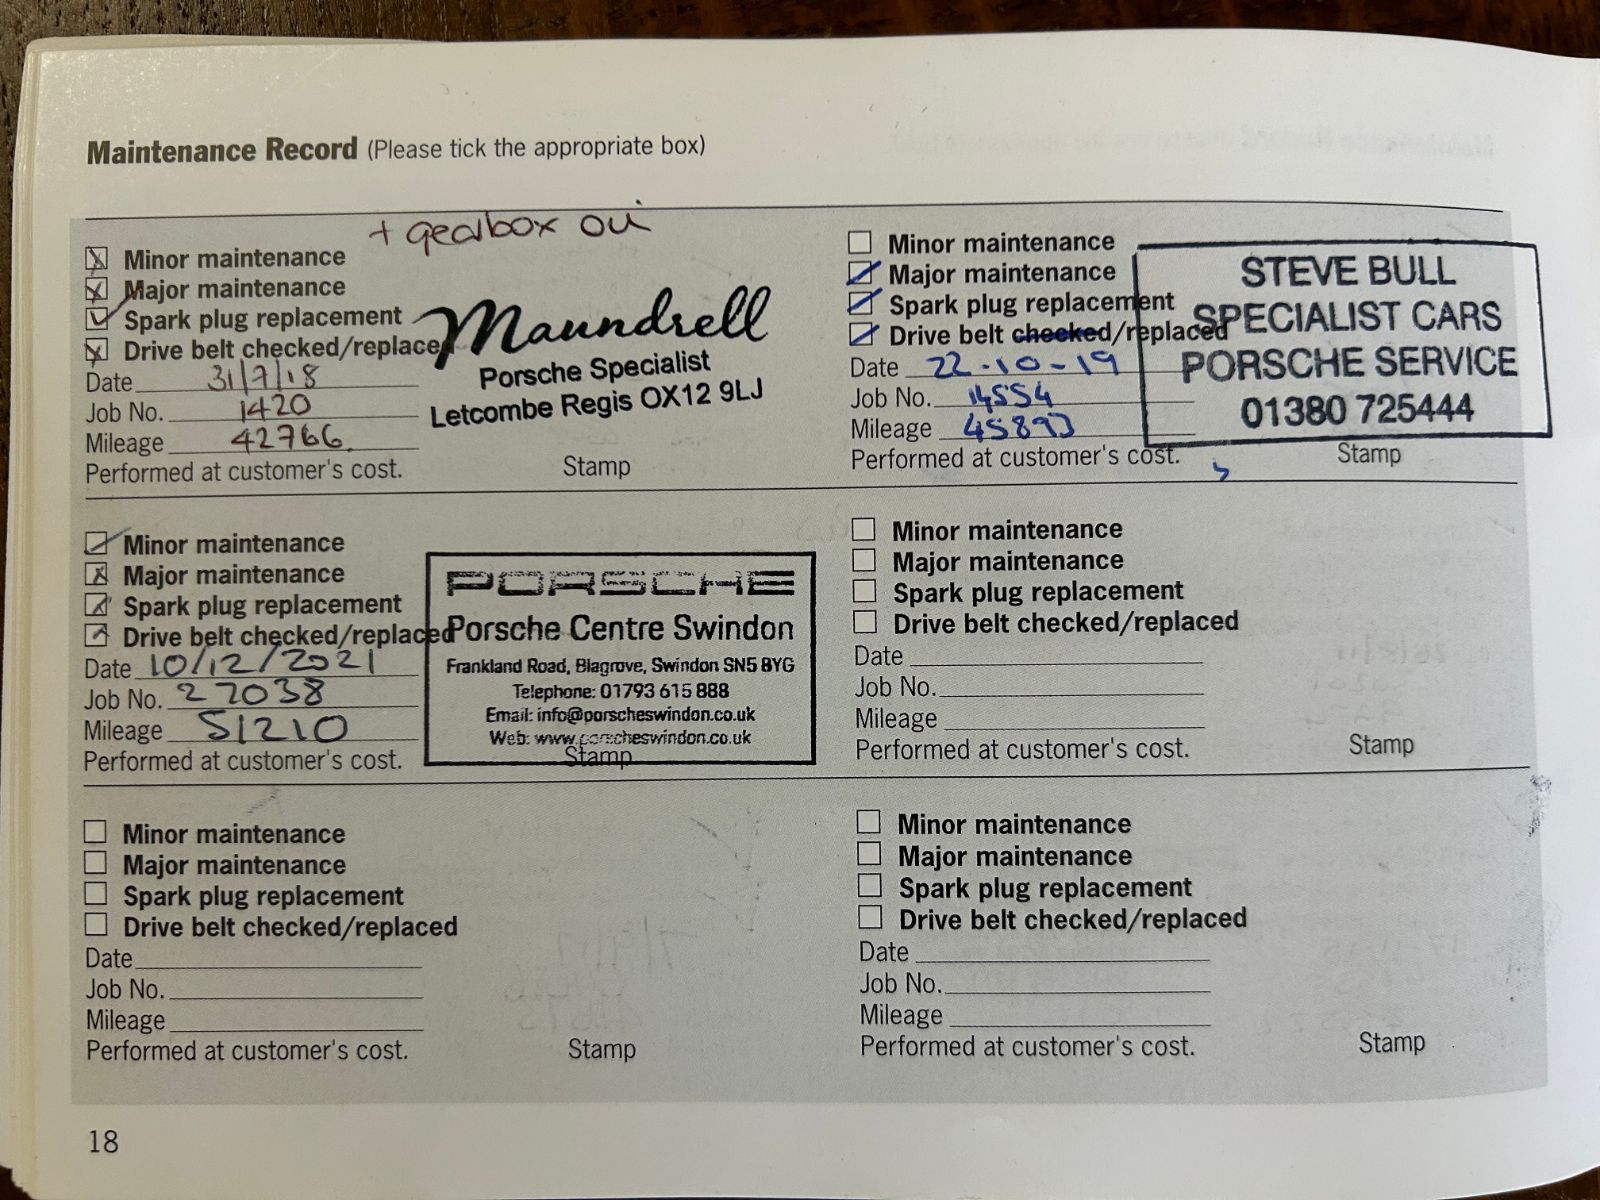 Maintenance Record (Please tick the appropriate box)
+ gearbox oil
Minor maintenance
Major maintenance
Spark plug replacement
Drive belt checked/replaced
Date 31/7/18
Job No. 1420
Mileage 42766.
Performed at customer's cost.
Maundrell
Porsche Specialist
Letcombe Regis OX12 9LJ
Stamp
Minor maintenance
Major maintenance
Spark plug replacement
Drive belt checked/replaced
Date 22-10-19
Job No. 14554
Mileage 45893
Performed at customer's cost.
STEVE BULL
SPECIALIST CARS
PORSCHE SERVICE
01380 725444
Stamp
Minor maintenance
Major maintenance
Spark plug replacement
Drive belt checked/replaced
Date 10/12/2021
Job No. 27038
Mileage 51210
Performed at customer's cost.
PORSCHE
Porsche Centre Swindon
Frankland Road, Blagrove, Swindon SN5 8YG
Telephone: 01793 615 888
Email: info@porscheswindon.co.uk
Web: www.porscheswindon.co.uk
Stamp
Minor maintenance
Major maintenance
Spark plug replacement
Drive belt checked/replaced
Date
Job No.
Mileage
Performed at customer's cost.
Stamp
Minor maintenance
Major maintenance
Spark plug replacement
Drive belt checked/replaced
Date
Job No.
Mileage
Performed at customer's cost.
Stamp
Minor maintenance
Major maintenance
Spark plug replacement
Drive belt checked/replaced
Date
Job No.
Mileage
Performed at customer's cost.
Stamp
18